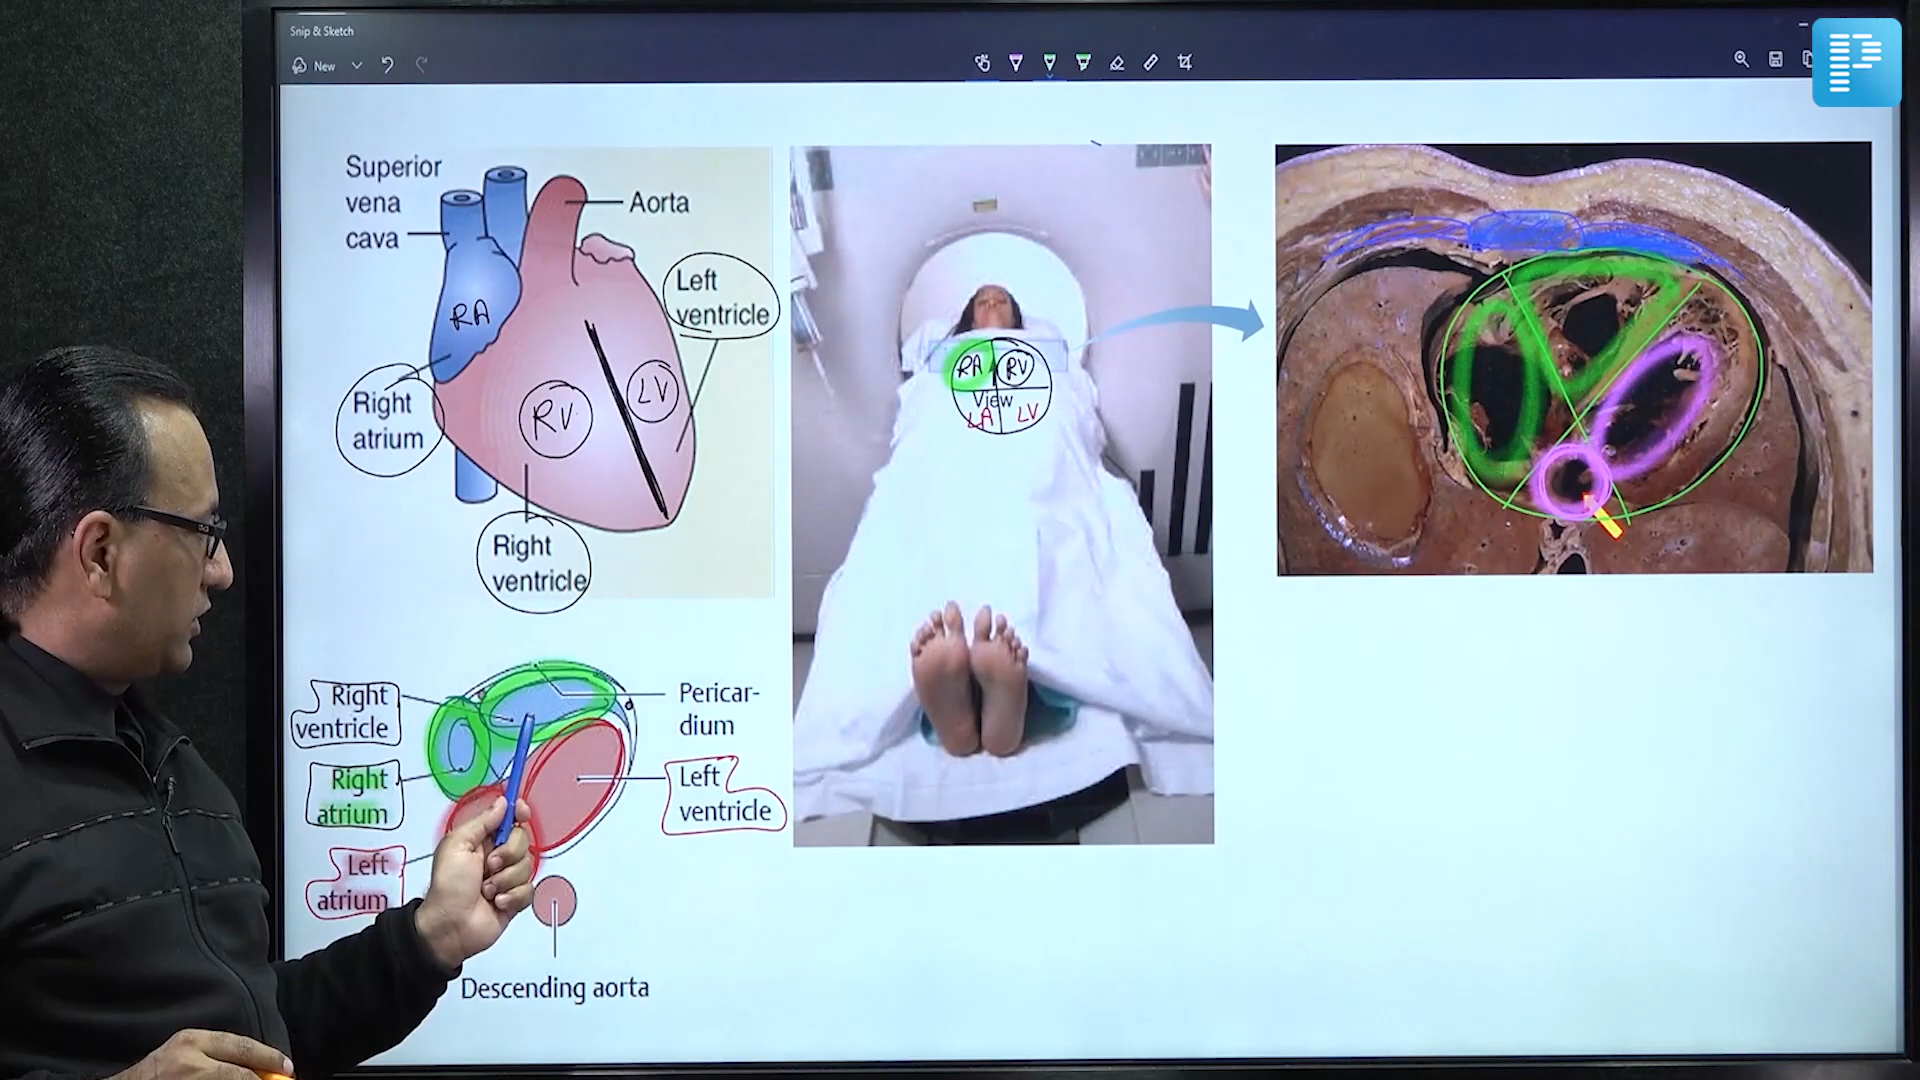 Snip & Sketch
New
Superior
vena
cava
Aorta
Left
ventricle
RA
RV
LV
Right
atrium
Right
ventricle
RA
RV
View
LA
LV
Right
ventricle
Right
atrium
Left
atrium
Pericar-
dium
Left
ventricle
Descending aorta